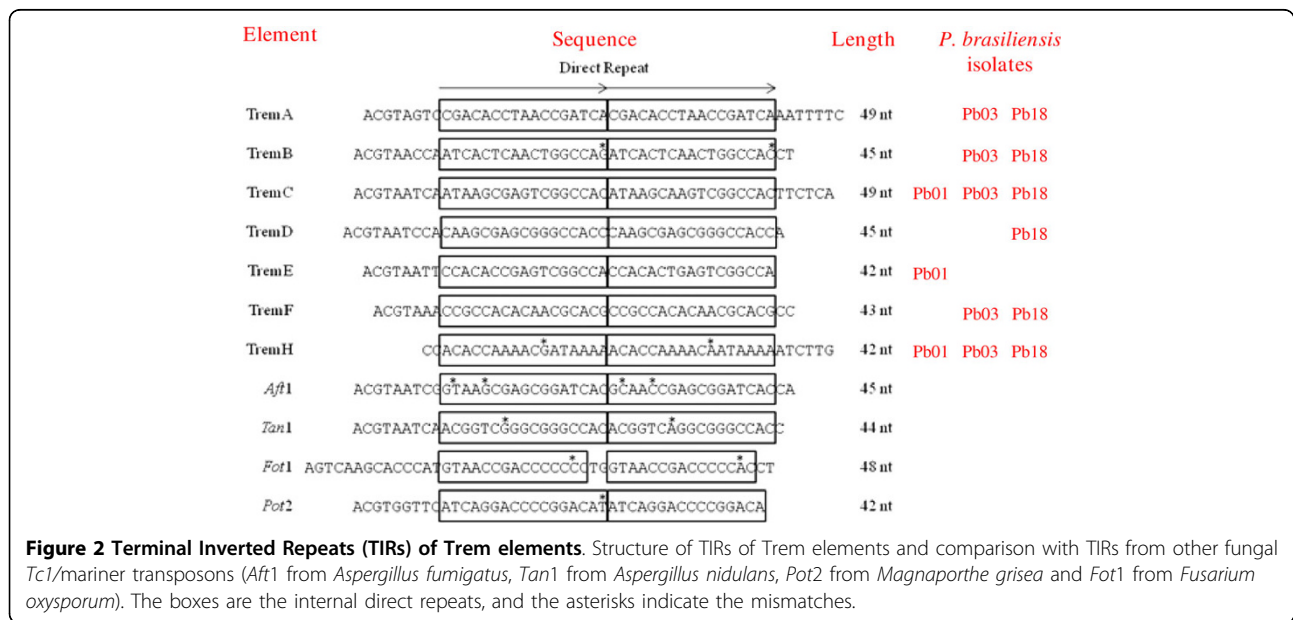 Element Sequence Length P. brasiliensis
isolates
Direct Repeat
TremA ACGTAGTCCGACACCTAACCGATCACGACACCTAACCGATCAAATTTTC 49 nt Pb03 Pb18
* *
TremB ACGTAACCAATCACTCAACTGGCCAGATCACTCAACTGGCCACCT 45 nt Pb03 Pb18
TremC ACGTAATCAATAAGCGAGTCGGCCACATAAGCAAGTCGGCCACTTCTCA 49 nt Pb01 Pb03 Pb18
TremD ACGTAATCCACAAGCGAGCGGGCCACCCAAGCGAGCGGGCCACCA 45 nt Pb18
TremE ACGTAATTCCACACCGAGTCGGCCACCACACTGAGTCGGCCA 42 nt Pb01
TremF ACGTAAACCGCCACACAACGCACGCCGCCACACAACGCACGCC 43 nt Pb03 Pb18
* *
TremH CCACACCAAAACGATAAAAACACCAAAACAATAAAAATCTTG 42 nt Pb01 Pb03 Pb18
* * * *
Aft1 ACGTAATCGGTAAGCGAGCGGATCACGCAACCGAGCGGATCACCA 45 nt
* *
Tan1 ACGTAATCAACGGTCGGGCGGGCCACACGGTCAGGCGGGCCACC 44 nt
* *
Fot1 AGTCAAGCACCCATGTAACCGACCCCCCCTGGTAACCGACCCCCACCT 48 nt
*
Pot2 ACGTGGTTCATCAGGACCCCGGACATATCAGGACCCCGGACA 42 nt
Figure 2 Terminal Inverted Repeats (TIRs) of Trem elements. Structure of TIRs of Trem elements and comparison with TIRs from other fungal
Tc1/mariner transposons (Aft1 from Aspergillus fumigatus, Tan1 from Aspergillus nidulans, Pot2 from Magnaporthe grisea and Fot1 from Fusarium
oxysporum). The boxes are the internal direct repeats, and the asterisks indicate the mismatches.